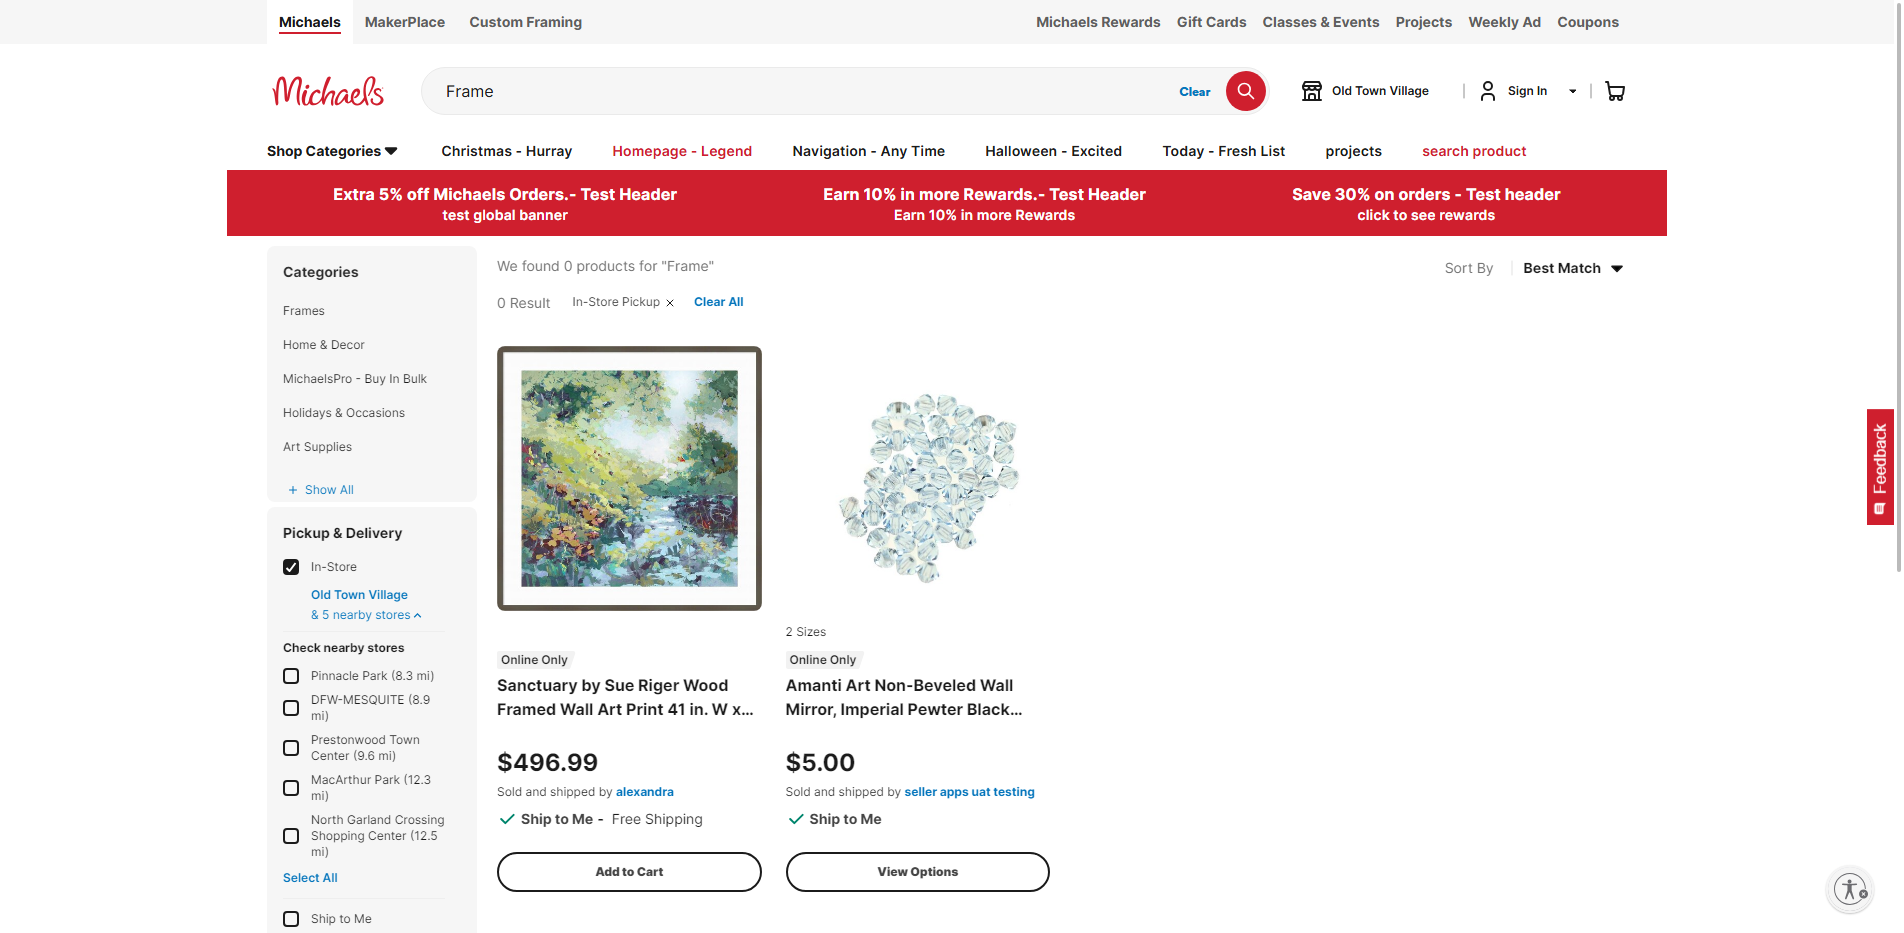 Michaels MakerPlace Custom Framing Michaels Rewards Gift Cards Classes & Events Projects Weekly Ad Coupons
Michaels Frame Clear Old Town Village Sign In
Shop Categories Christmas - Hurray Homepage - Legend Navigation - Any Time Halloween - Excited Today - Fresh List projects search product
Extra 5% off Michaels Orders.- Test Header
test global banner
Earn 10% in more Rewards.- Test Header
Earn 10% in more Rewards
Save 30% on orders - Test header
click to see rewards
Categories
Frames
Home & Decor
MichaelsPro - Buy In Bulk
Holidays & Occasions
Art Supplies
+ Show All
Pickup & Delivery
In-Store
Old Town Village
& 5 nearby stores
Check nearby stores
Pinnacle Park (8.3 mi)
DFW-MESQUITE (8.9
mi)
Prestonwood Town
Center (9.6 mi)
MacArthur Park (12.3
mi)
North Garland Crossing
Shopping Center (12.5
mi)
Select All
Ship to Me
We found 0 products for "Frame"
Sort By Best Match
0 Result In-Store Pickup × Clear All
Online Only
Sanctuary by Sue Riger Wood
Framed Wall Art Print 41 in. W x...
$496.99
Sold and shipped by alexandra
Ship to Me - Free Shipping
Add to Cart
2 Sizes
Online Only
Amanti Art Non-Beveled Wall
Mirror, Imperial Pewter Black...
$5.00
Sold and shipped by seller apps uat testing
Ship to Me
View Options
Feedback